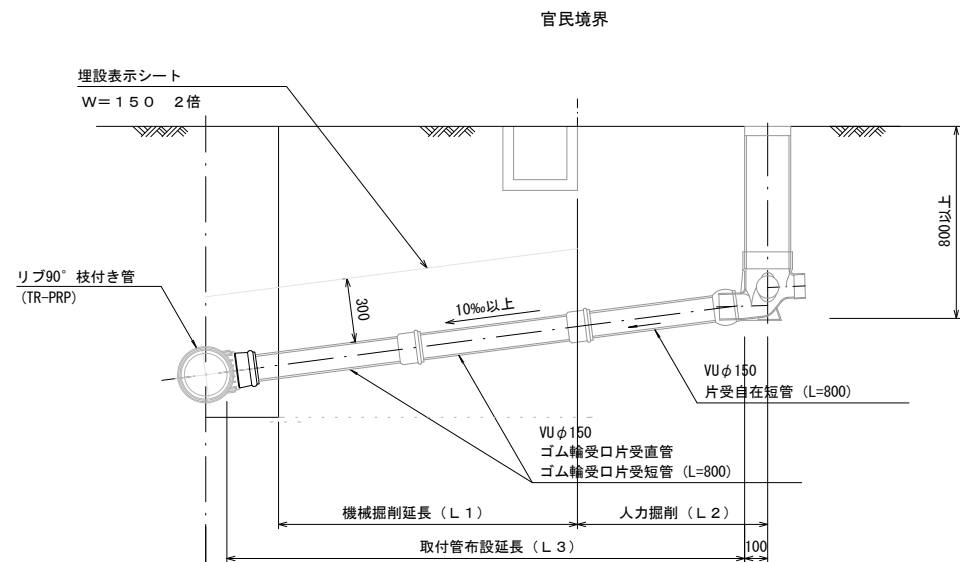 官民境界
埋設表示シート
Ｗ＝１５０　２倍
800以上
リブ90°枝付き管
(TR-PRP)
300
10‰以上
VUφ150
片受自在短管 (L=800)
VUφ150
ゴム輪受口片受直管
ゴム輪受口片受短管 (L=800)
機械掘削延長（Ｌ１）
人力掘削（Ｌ２）
取付管布設延長（Ｌ３）
100